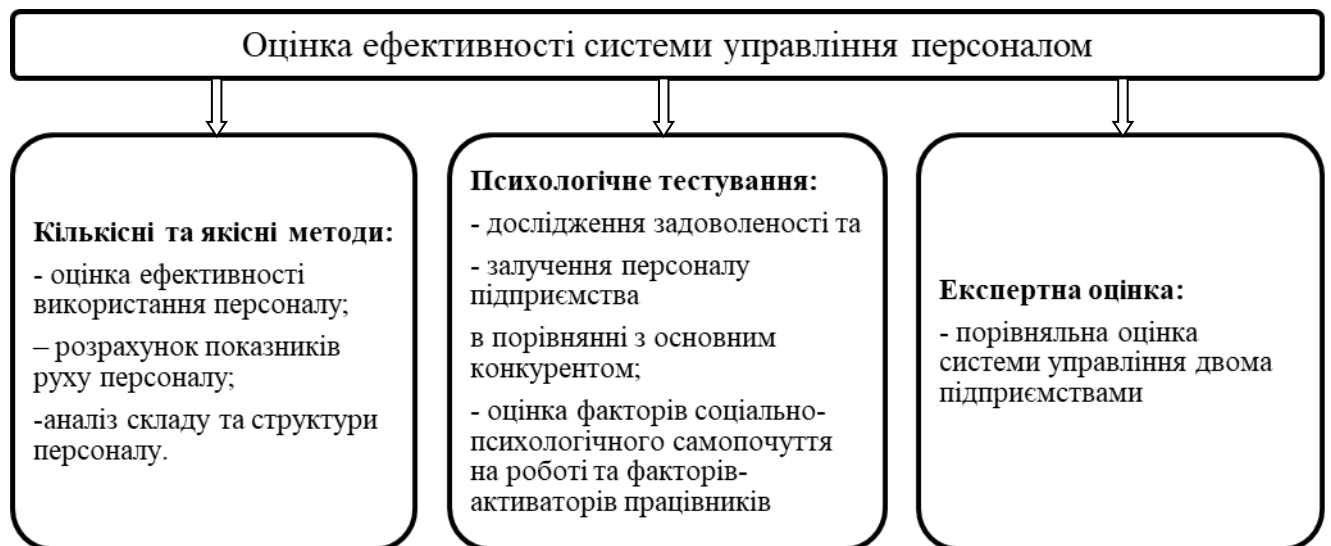 Оцінка ефективності системи управління персоналом
Кількісні та якісні методи:
- оцінка ефективності
використання персоналу;
– розрахунок показників
руху персоналу;
-аналіз складу та структури
персоналу.
Психологічне тестування:
- дослідження задоволеності та
- залучення персоналу
підприємства
в порівнянні з основним
конкурентом;
- оцінка факторів соціально-
психологічного самопочуття
на роботі та факторів-
активаторів працівників
Експертна оцінка:
- порівняльна оцінка
системи управління двома
підприємствами